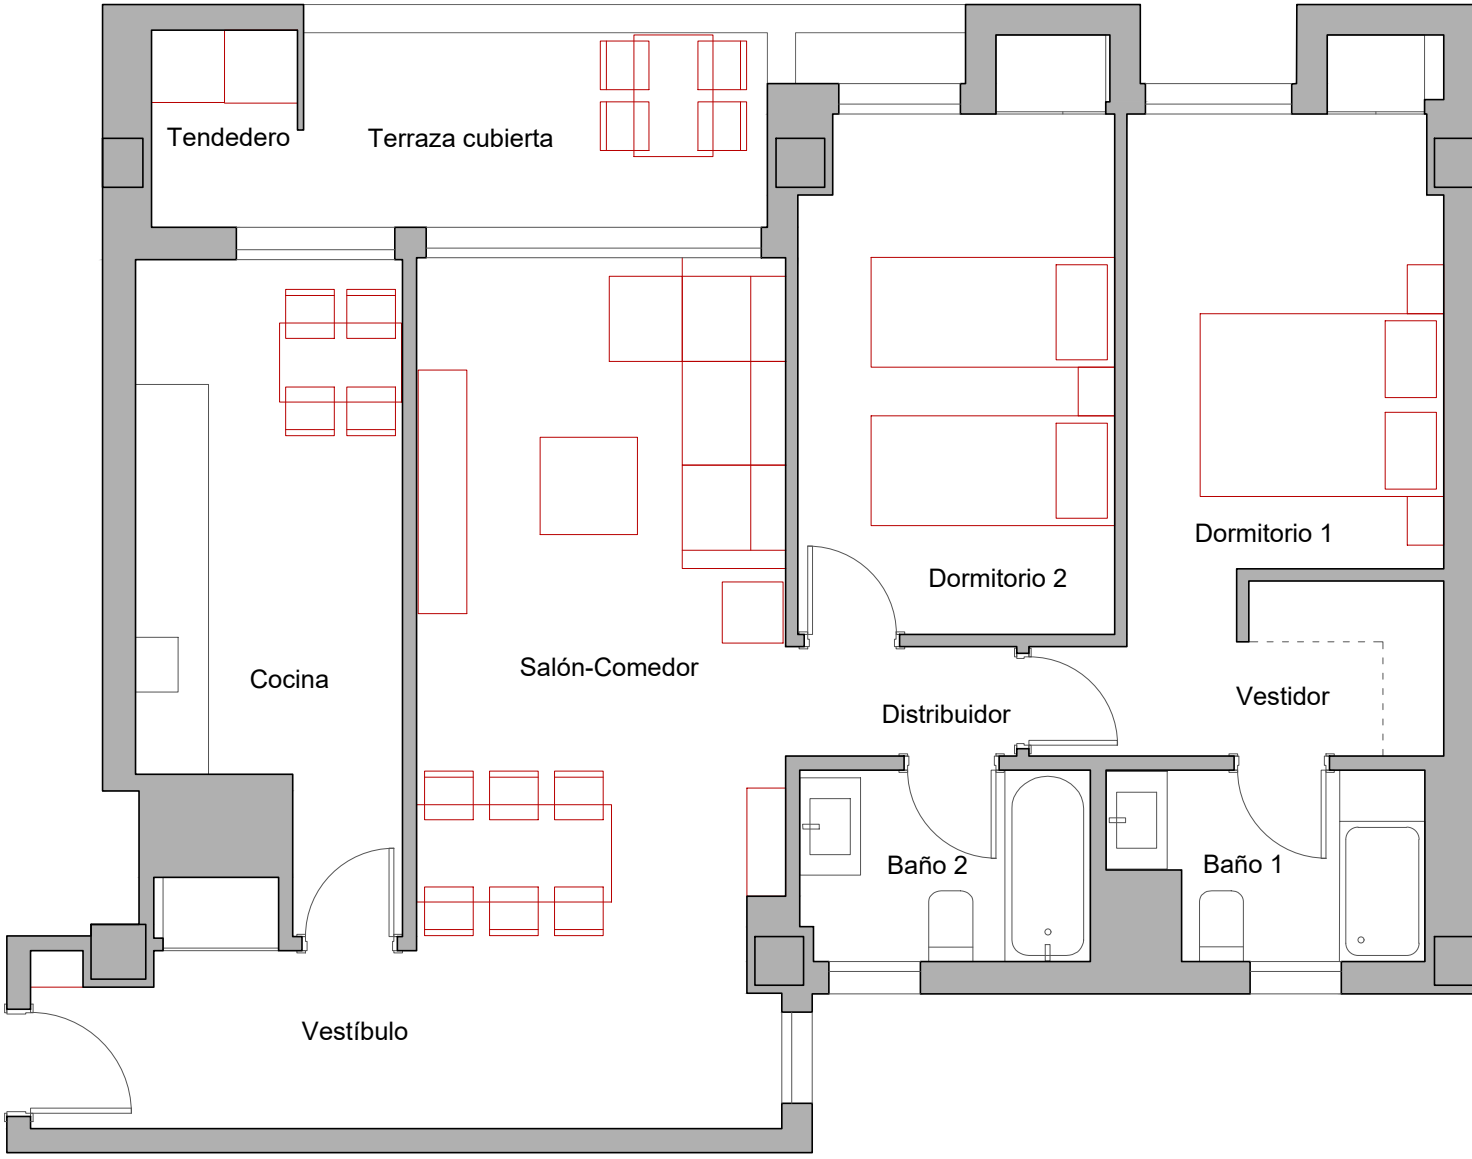 Tendedero
Terraza cubierta
Dormitorio 1
Dormitorio 2
Salón-Comedor
Cocina
Vestidor
Distribuidor
Baño 2
Baño 1
Vestíbulo